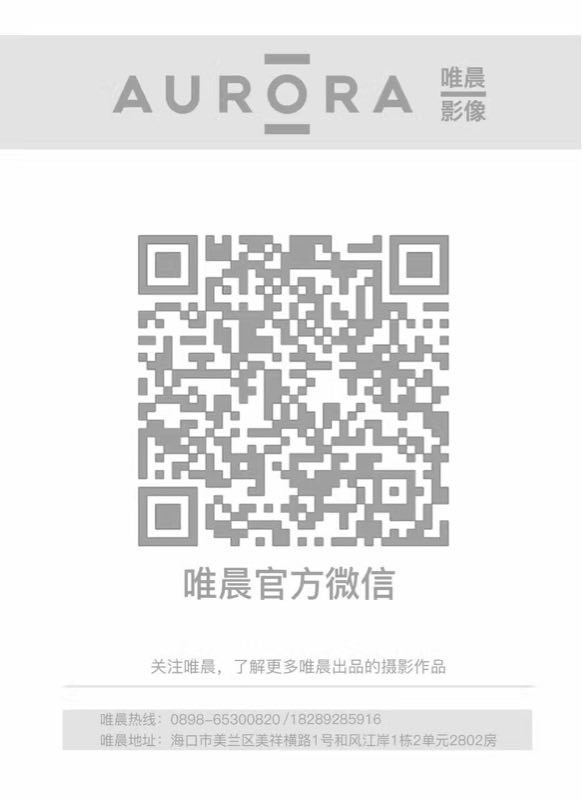 AURORA
唯晨
影像
唯晨官方微信
关注唯晨，了解更多唯晨出品的摄影作品
唯晨热线：0898-65300820/18289285916
唯晨地址：海口市美兰区美祥横路1号和风江岸1栋2单元2802房